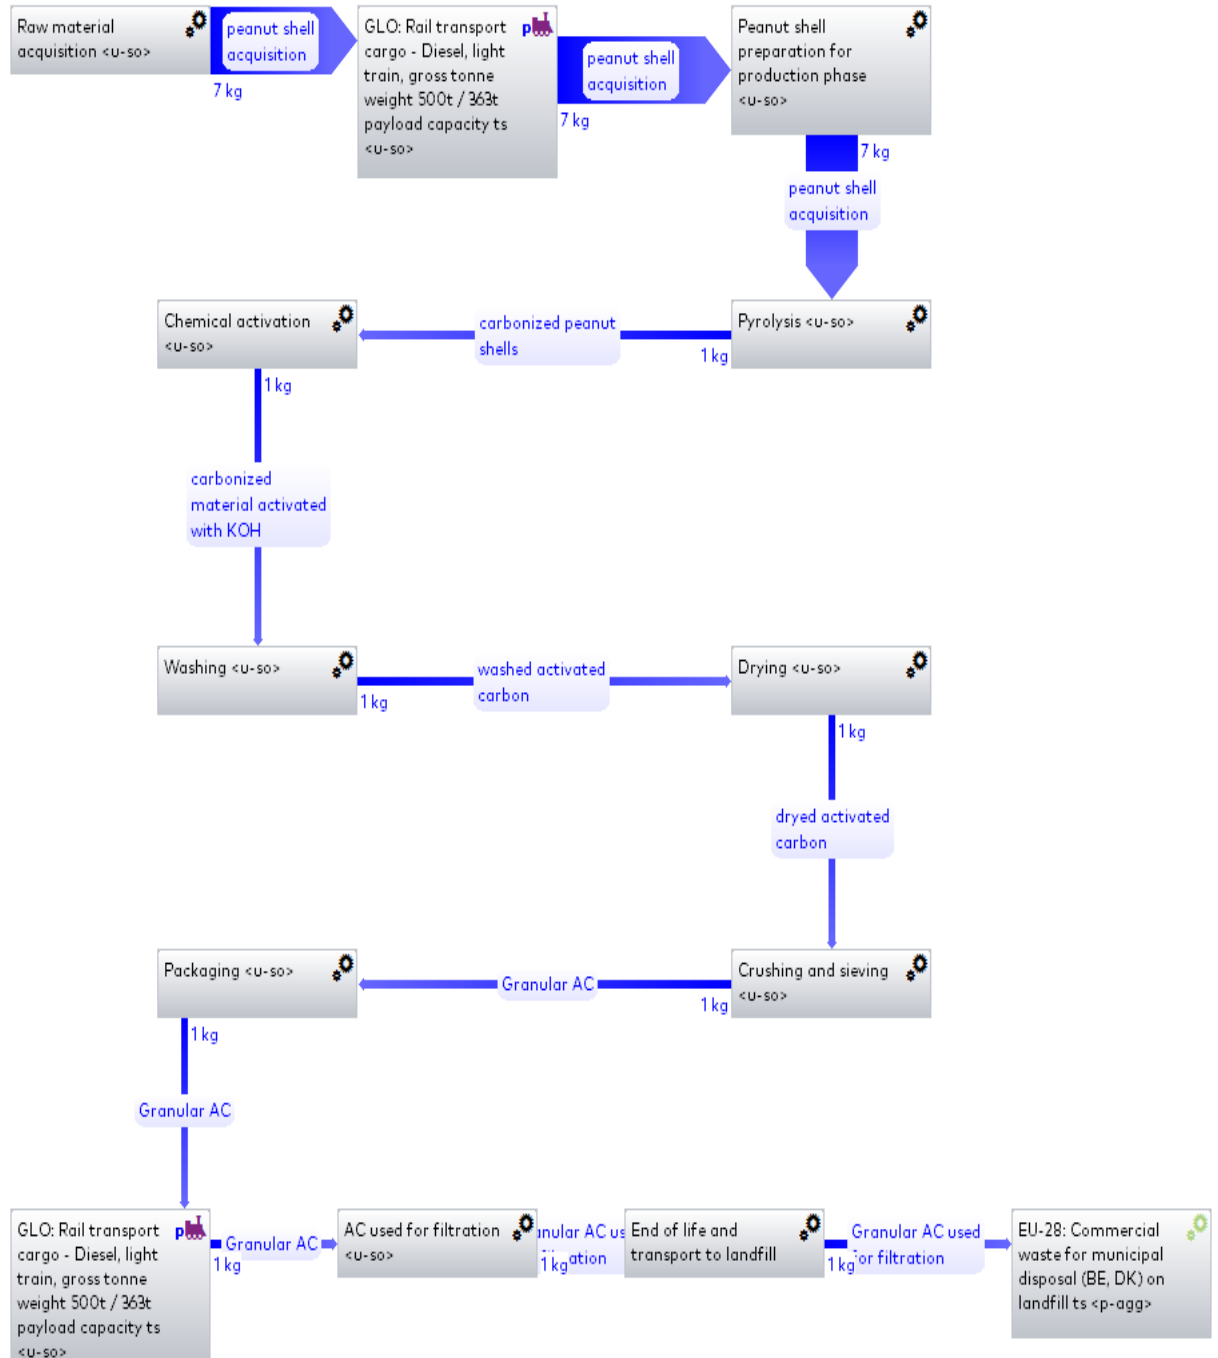 Raw material
acquisition <u-so>
peanut shell
acquisition
7 kg
GLO: Rail transport
cargo - Diesel, light
train, gross tonne
weight 500t / 363t
payload capacity ts
<u-so>
p
peanut shell
acquisition
7 kg
Peanut shell
preparation for
production phase
<u-so>
7 kg
peanut shell
acquisition
Pyrolysis <u-so>
1 kg
carbonized peanut
shells
Chemical activation
<u-so>
1 kg
carbonized
material activated
with KOH
Washing <u-so>
1 kg
washed activated
carbon
Drying <u-so>
1 kg
dryed activated
carbon
Crushing and sieving
<u-so>
1 kg
Granular AC
Packaging <u-so>
1 kg
Granular AC
GLO: Rail transport
cargo - Diesel, light
train, gross tonne
weight 500t / 363t
payload capacity ts
<u-so>
p
Granular AC
1 kg
AC used for filtration
<u-so>
AC
1 kg
End of life and
transport to landfill
Granular AC used
for filtration
1 kg
EU-28: Commercial
waste for municipal
disposal (BE, DK) on
landfill ts <p-agg>